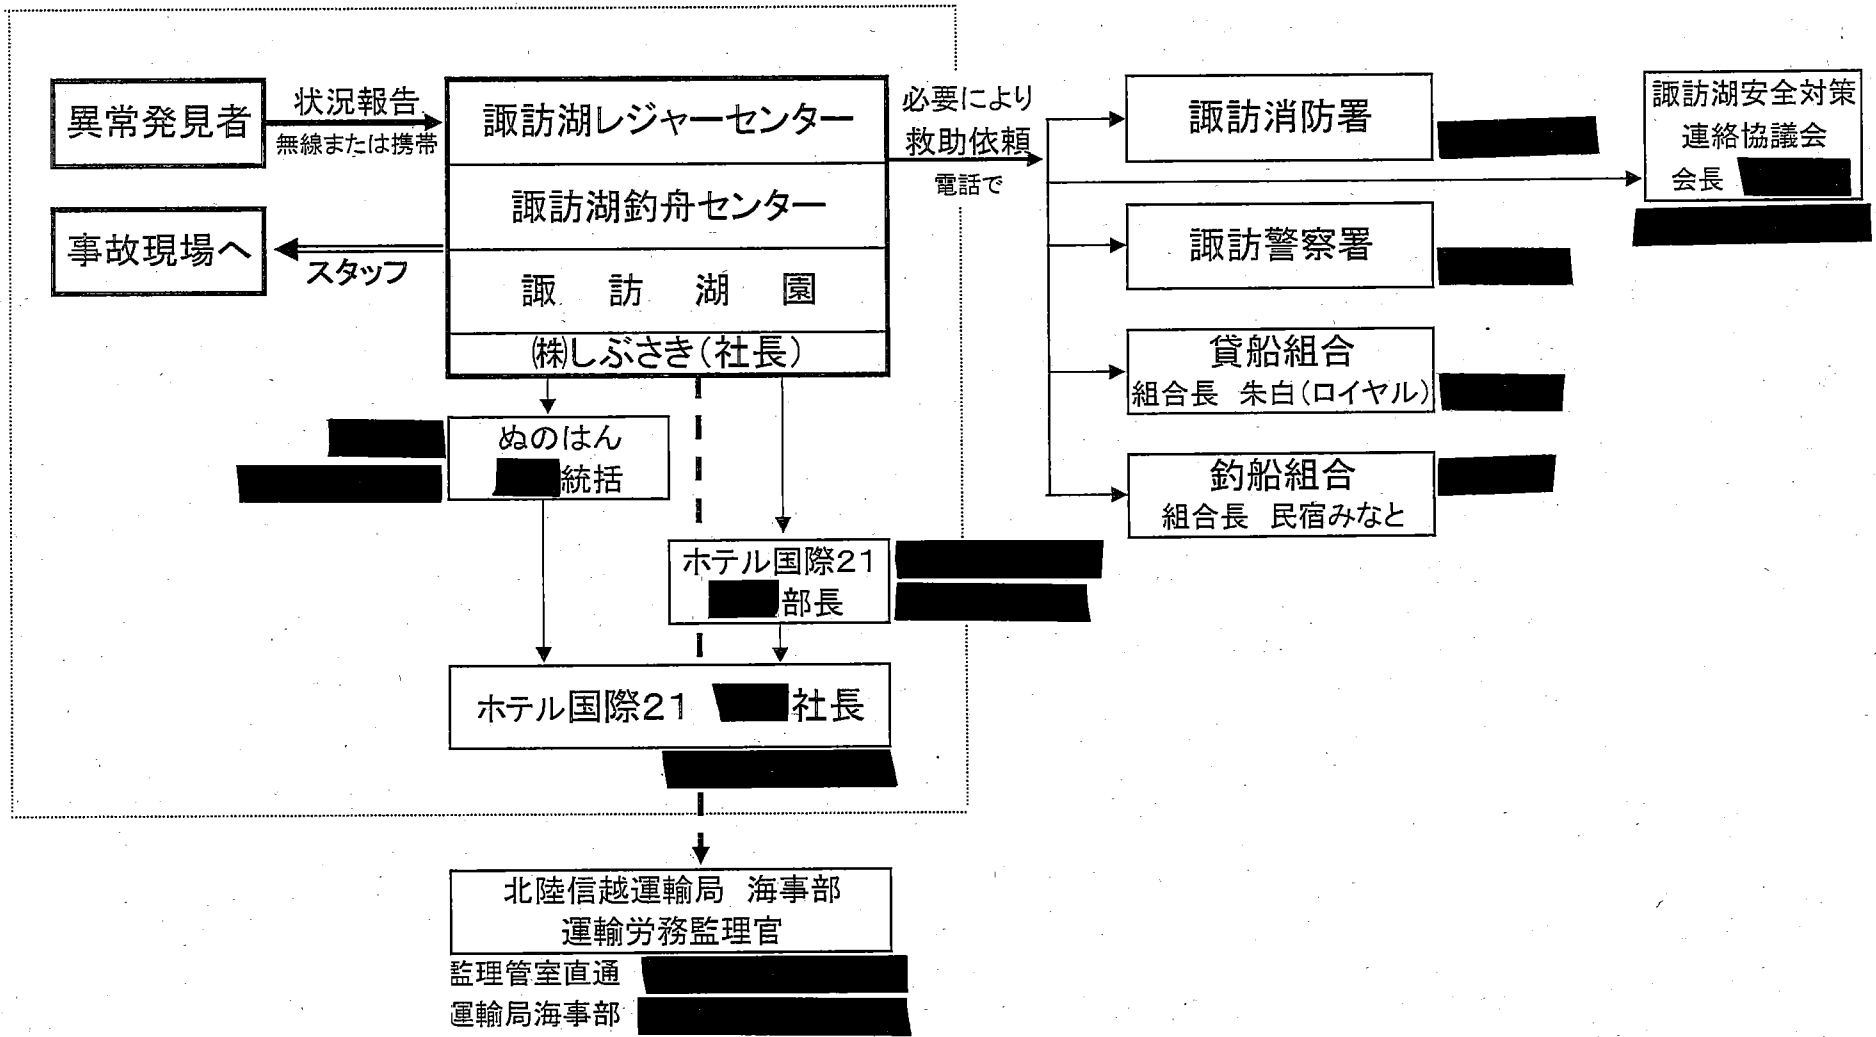 異常発見者
状況報告
無線または携帯
事故現場へ
スタッフ
諏訪湖レジャーセンター
諏訪湖釣舟センター
諏訪湖園
㈱しぶさき(社長)
必要により
救助依頼
電話で
諏訪消防署
諏訪湖安全対策
連絡協議会
会長
諏訪警察署
貸船組合
組合長 朱白(ロイヤル)
釣船組合
組合長 民宿みなと
ぬのはん
統括
ホテル国際21
部長
ホテル国際21 社長
北陸信越運輸局 海事部
運輸労務監理官
監理管室直通
運輸局海事部